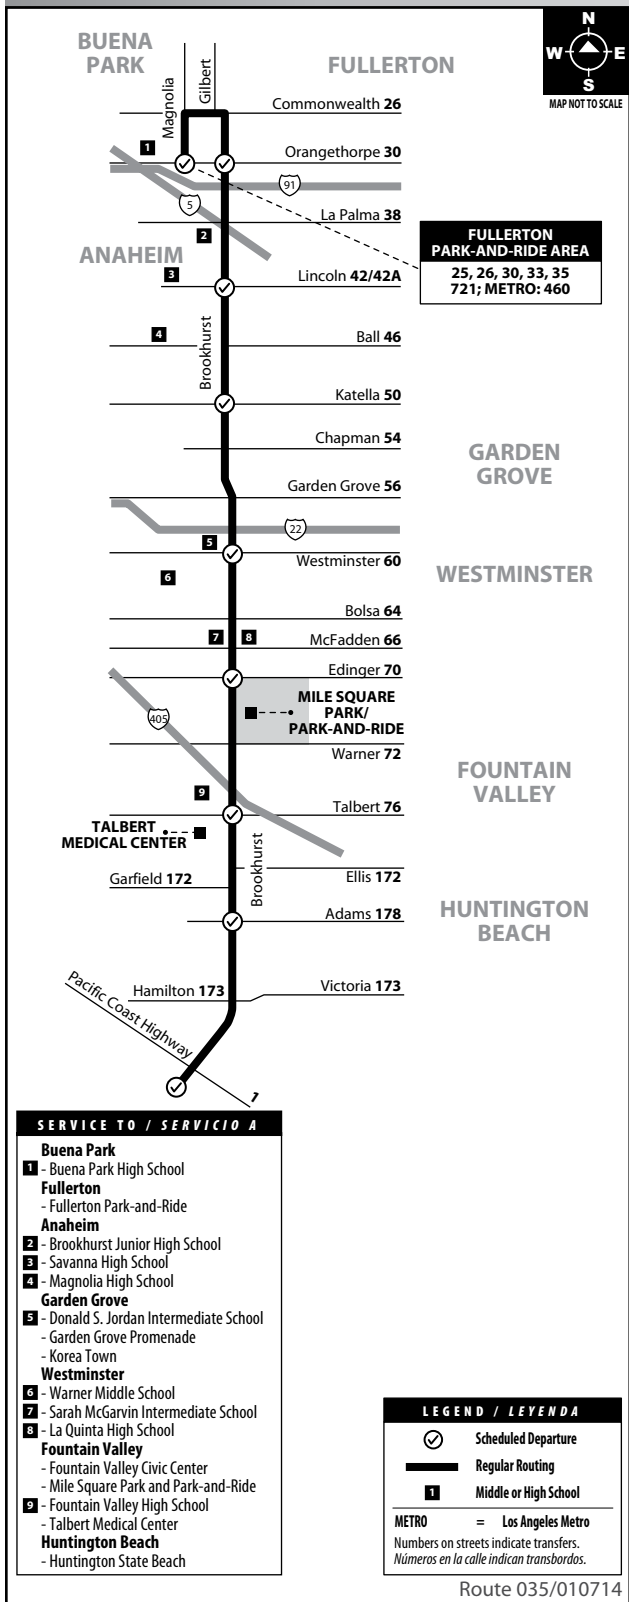 BUENA
PARK
FULLERTON
N
W E
S
MAP NOT TO SCALE
Magnolia
Gilbert
Commonwealth 26
1
Orangethorpe 30
91
5
La Palma 38
FULLERTON
PARK-AND-RIDE AREA
25, 26, 30, 33, 35
721; METRO: 460
2
ANAHEIM
3
Lincoln 42/42A
4
Brookhurst
Ball 46
Katella 50
Chapman 54
GARDEN
GROVE
Garden Grove 56
22
5
Westminster 60
6
WESTMINSTER
Bolsa 64
7 8
McFadden 66
Edinger 70
MILE SQUARE
PARK/
PARK-AND-RIDE
405
Warner 72
FOUNTAIN
VALLEY
9
Talbert 76
TALBERT
MEDICAL CENTER
Brookhurst
Garfield 172
Ellis 172
HUNTINGTON
BEACH
Adams 178
Pacific Coast Highway
Hamilton 173
Victoria 173
1
SERVICE TO / SERVICIO A
Buena Park
1 - Buena Park High School
Fullerton
- Fullerton Park-and-Ride
Anaheim
2 - Brookhurst Junior High School
3 - Savanna High School
4 - Magnolia High School
Garden Grove
5 - Donald S. Jordan Intermediate School
- Garden Grove Promenade
- Korea Town
Westminster
6 - Warner Middle School
7 - Sarah McGarvin Intermediate School
8 - La Quinta High School
Fountain Valley
- Fountain Valley Civic Center
- Mile Square Park and Park-and-Ride
9 - Fountain Valley High School
- Talbert Medical Center
Huntington Beach
- Huntington State Beach
LEGEND / LEYENDA
Scheduled Departure
Regular Routing
1 Middle or High School
METRO = Los Angeles Metro
Numbers on streets indicate transfers.
Números en la calle indican transbordos.
Route 035/010714